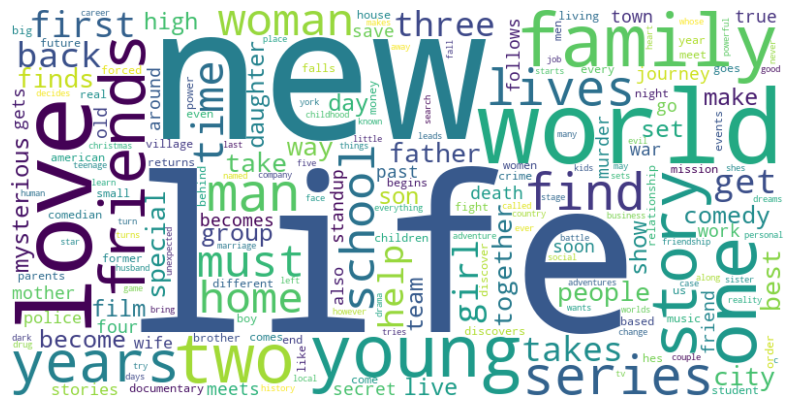 big
career
future
first
high
woman
house
makes
save
three
men
living
town
whose
heart
year
meet
powerful
true
never
back
place
away
fall
job
every
family
finds
forced
falls
new
starts
goes
good
follows
journey
mysterious
gets
decides
old
real
around
time
power
even
daughter
day
york
childhood
money
known
search
lives
night
go
make
love
friends
village
returns
last
way
little
things
many
world
set
murder
war
events
evil
christmas
american
teenage
take
five
leads
father
women
may
sets
kids
shes
mission
human
learn
small
behind
named
company
face
man
school
past
everything
begins
death
crime
find
story
get
comedian
special
unexpected
becomes
group
also
standup
son
fight
called
country
stage
ever
business
dreams
personal
star
turn
turns
marriage
must
children
adventure
discover
life
battle
social
show
relationship
comedy
work
friendship
one
parents
former
husband
different
left
help
girl
together
soon
people
friend
along
sister
mother
game
bring
home
drama
however
team
adventures
worlds
us
case
best
film
police
four
boy
tries
discovers
wants
based
change
music
reality
dark
drug
become
wife
brother
comes
end
like
hes
couple
order
years
try
days
two
local
young
takes
series
tv
city
n
stories
documentary
meets
history
secret
come
live
student